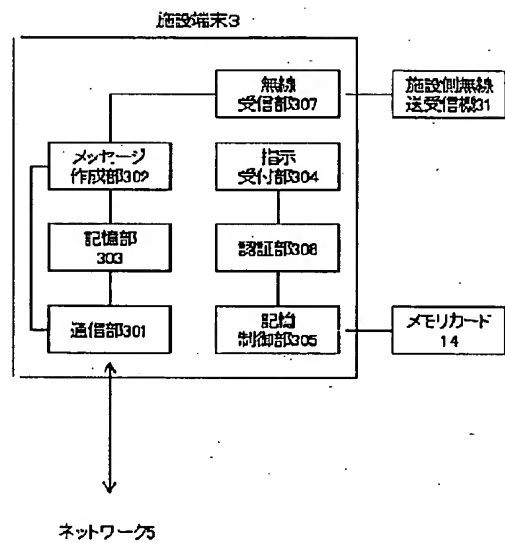 施設端末3
無線
受信部307
施設側無線
送受信機31
メッセージ
作成部302
指示
受付部304
記憶部
303
認証部306
通信部301
記憶
制御部305
メモリカード
14
ネットワーク5